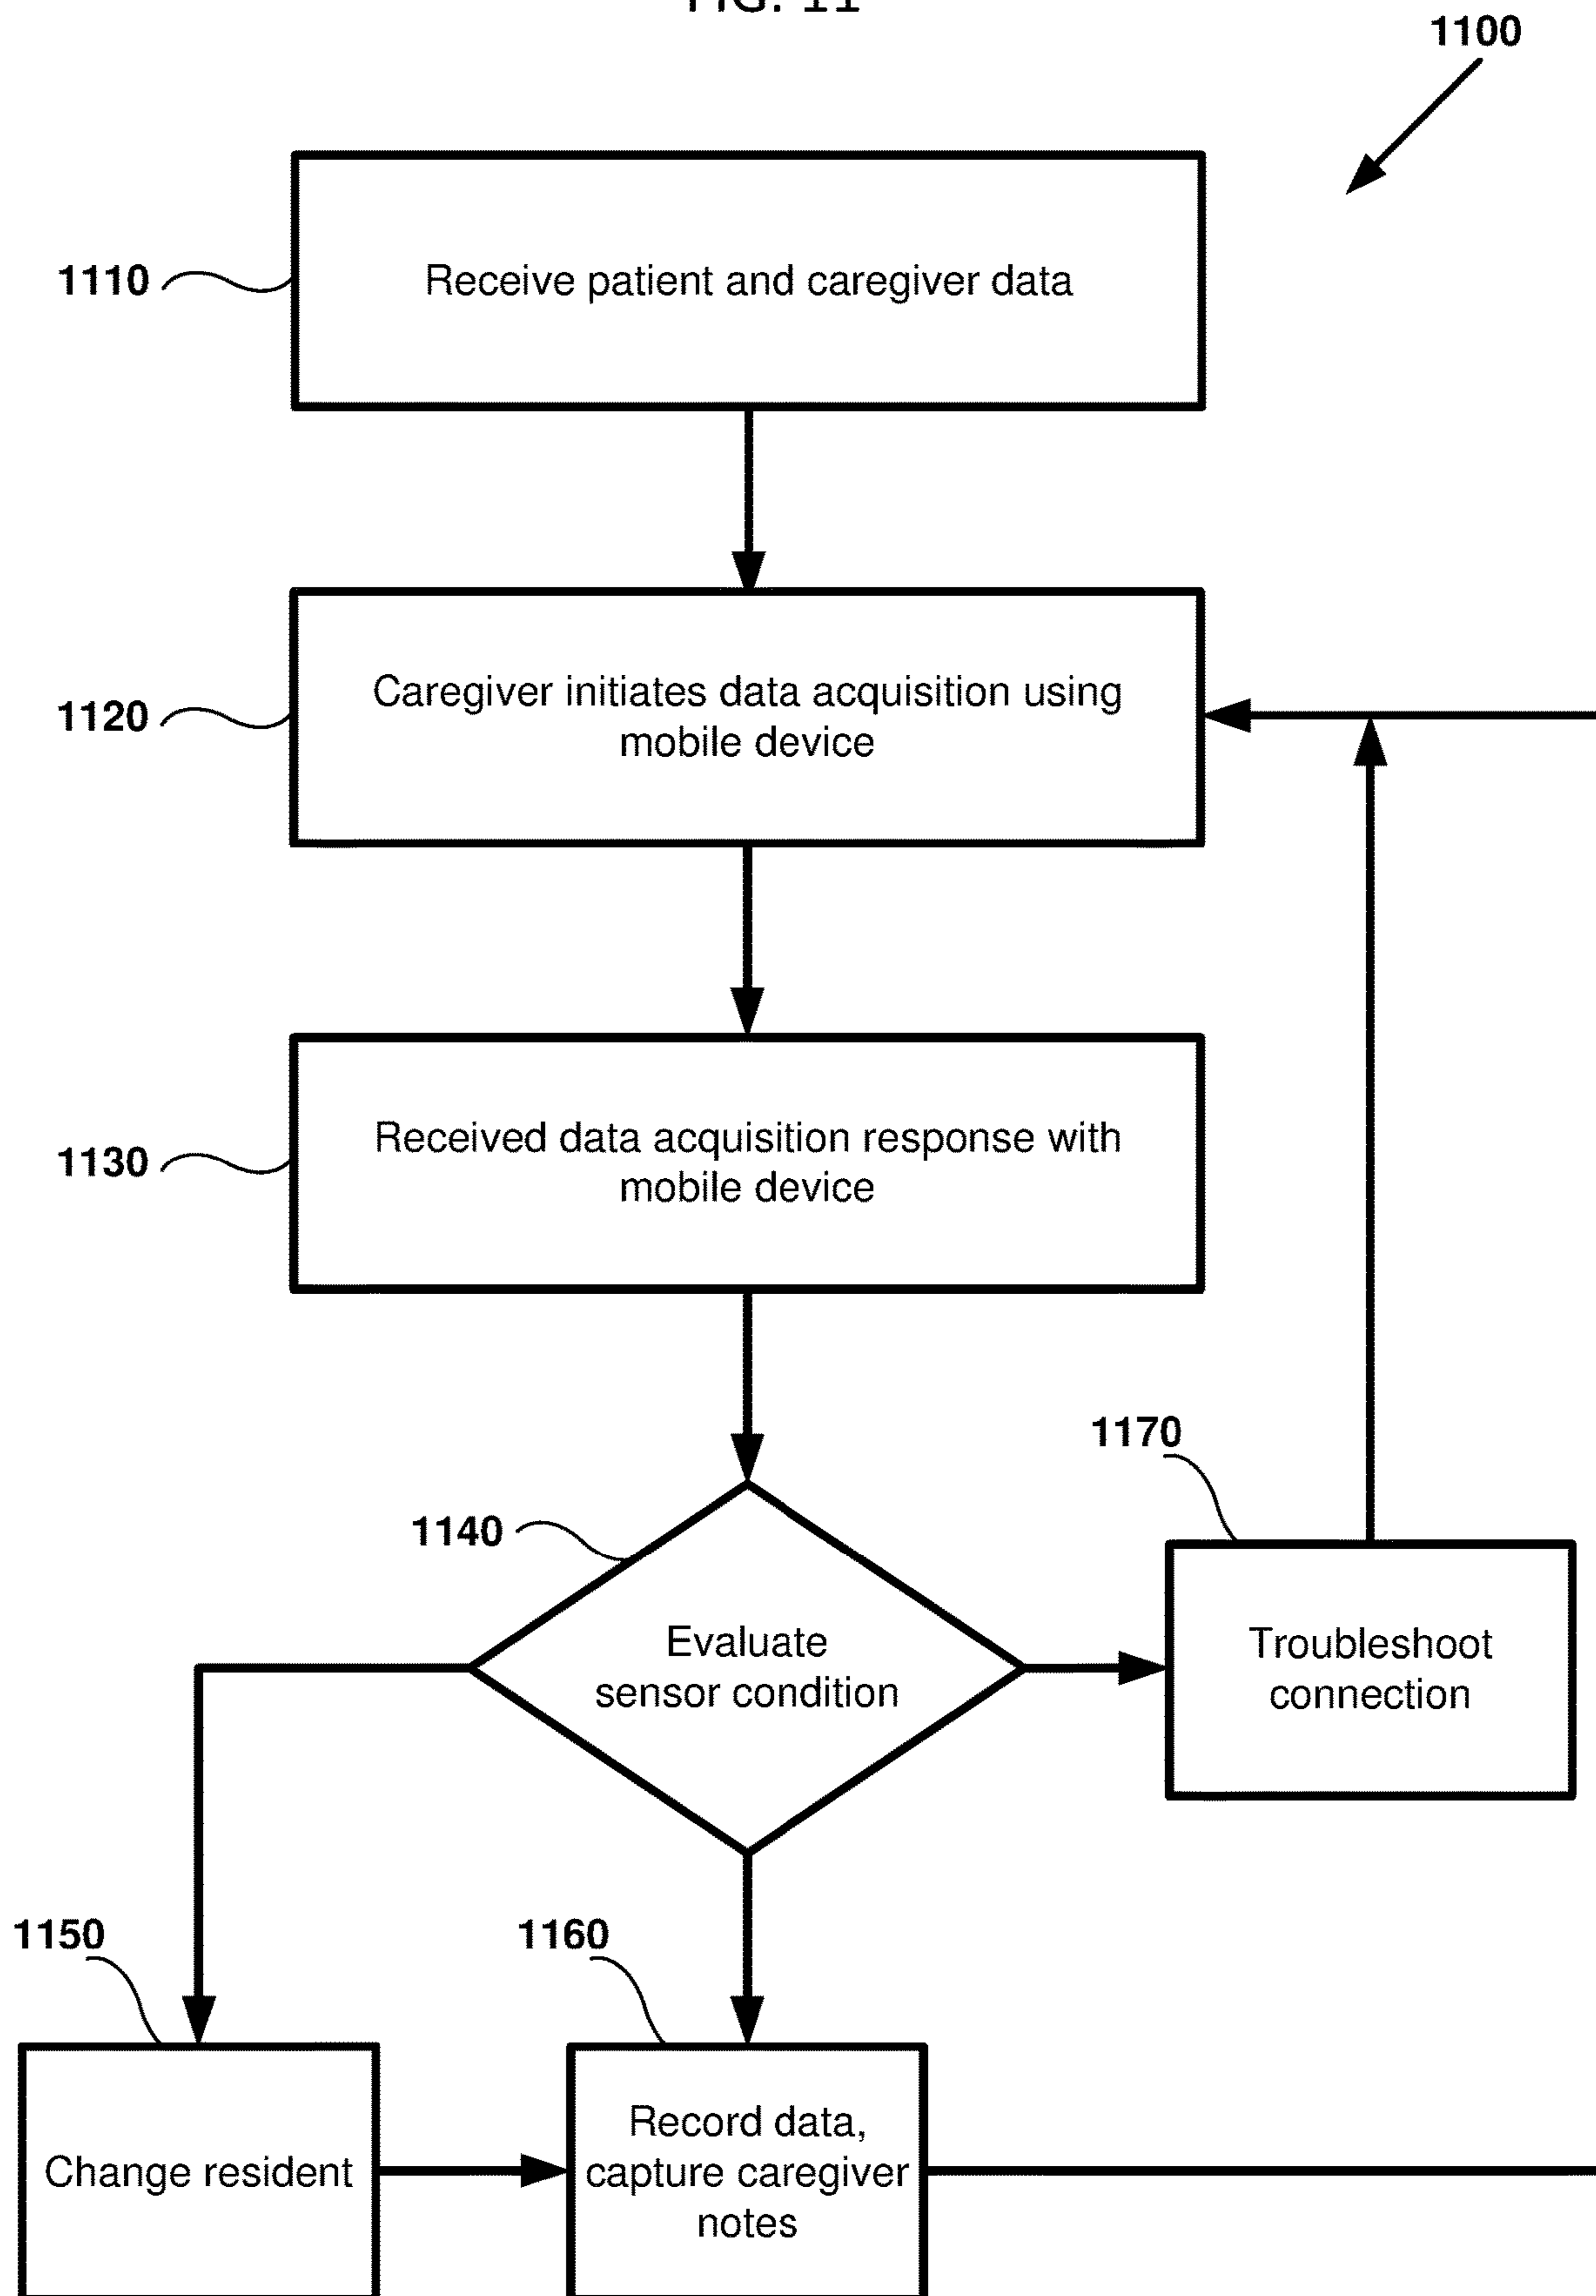 FIG. 11
1100
1110
Receive patient and caregiver data
1120
Caregiver initiates data acquisition using
mobile device
1130
Received data acquisition response with
mobile device
1170
1140
Evaluate
sensor condition
Troubleshoot
connection
1150
1160
Change resident
Record data,
capture caregiver
notes